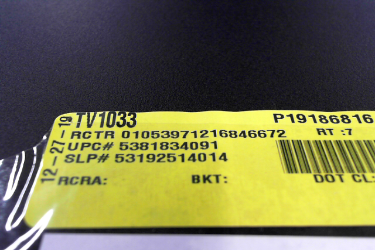 12-27-19
TV1033 P19186816
RCTR 01053971216846672 RT :7
UPC# 5381834091
SLP# 53192514014
RCRA: BKT: DOT CL: